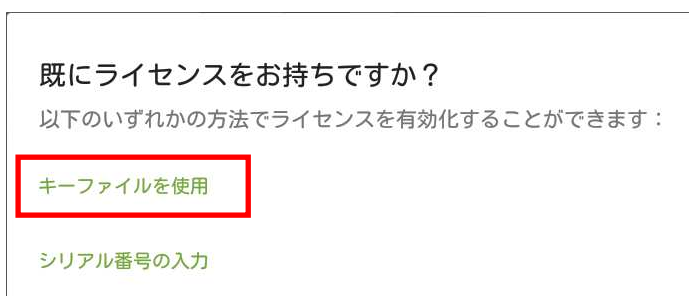 既にライセンスをお持ちですか？
以下のいずれかの方法でライセンスを有効化することができます：
キーファイルを使用
シリアル番号の入力